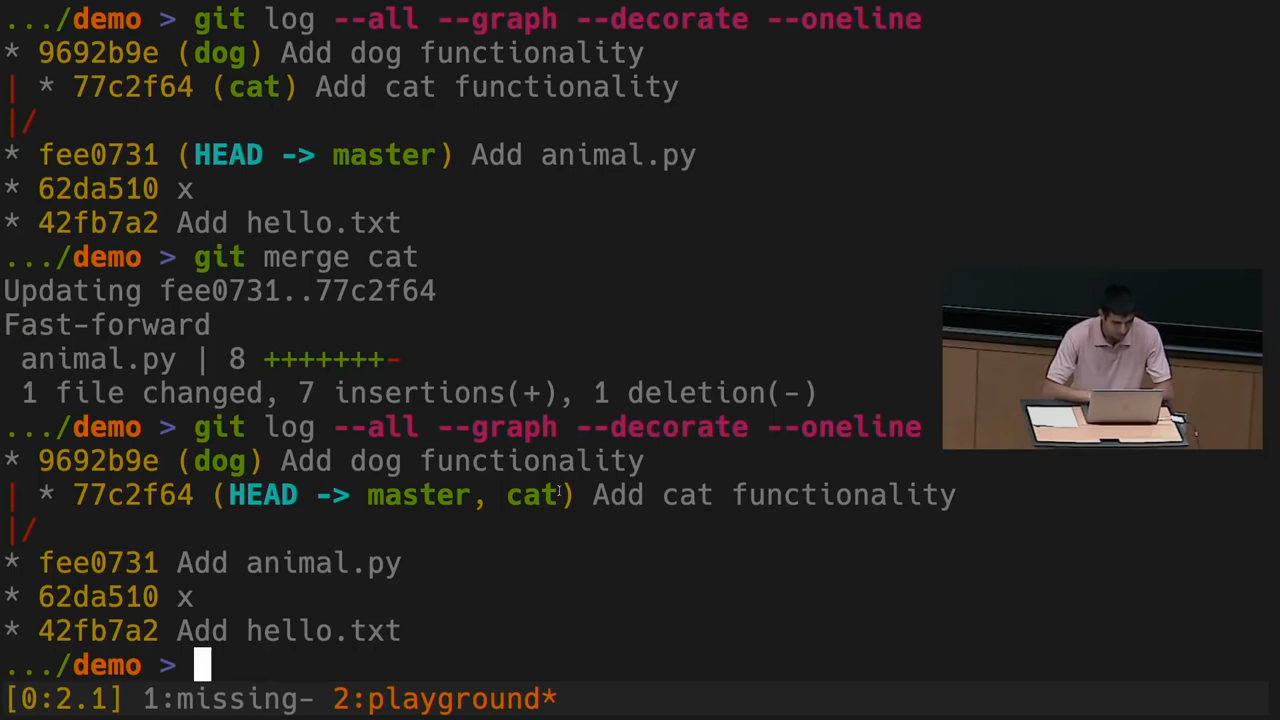 .../demo > git log --all --graph --decorate --oneline
* 9692b9e (dog) Add dog functionality
| * 77c2f64 (cat) Add cat functionality
|/
* fee0731 (HEAD -> master) Add animal.py
* 62da510 x
* 42fb7a2 Add hello.txt
.../demo > git merge cat
Updating fee0731..77c2f64
Fast-forward
 animal.py | 8 +++++++-
 1 file changed, 7 insertions(+), 1 deletion(-)
.../demo > git log --all --graph --decorate --oneline
* 9692b9e (dog) Add dog functionality
| * 77c2f64 (HEAD -> master, cat) Add cat functionality
|/
* fee0731 Add animal.py
* 62da510 x
* 42fb7a2 Add hello.txt
.../demo >
[0:2.1] 1:missing- 2:playground*